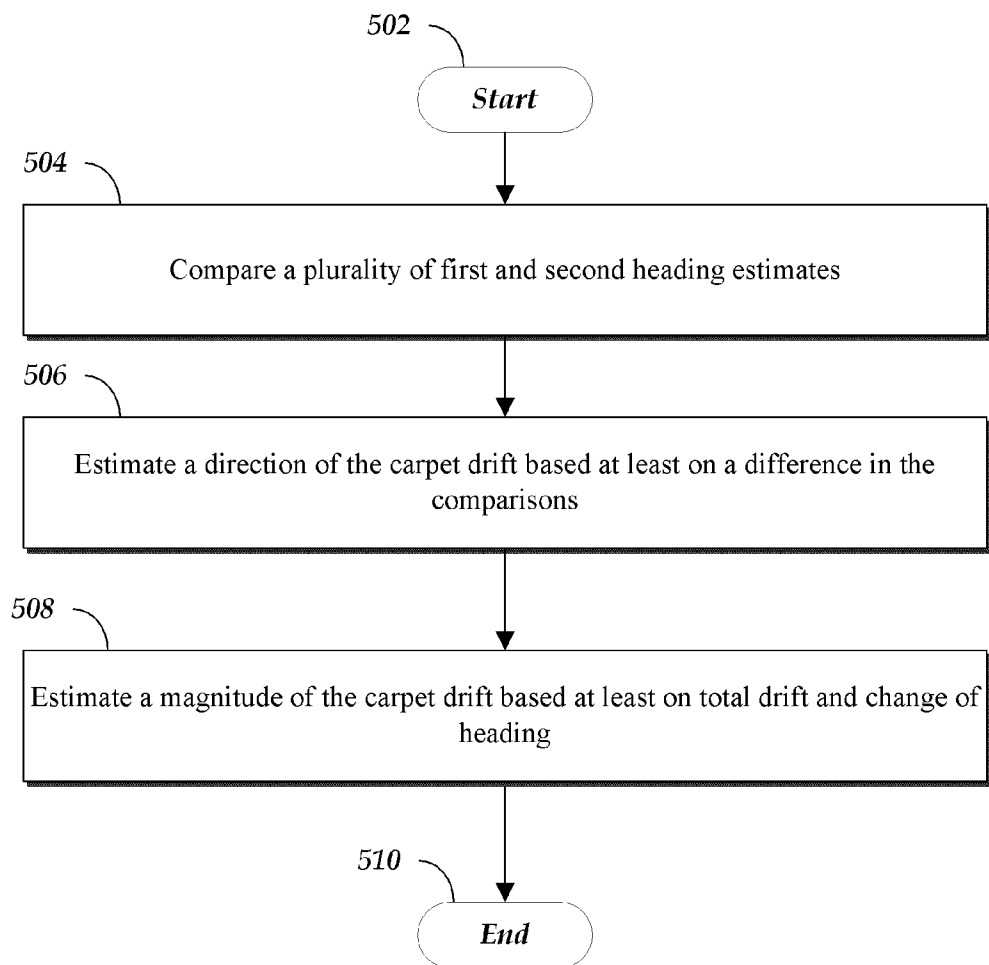 502
Start
504
Compare a plurality of first and second heading estimates
506
Estimate a direction of the carpet drift based at least on a difference in the
comparisons
508
Estimate a magnitude of the carpet drift based at least on total drift and change of
heading
510
End